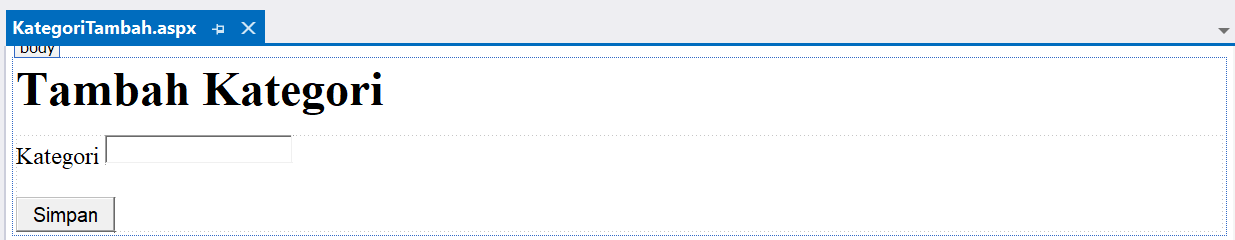 KategoriTambah.aspx
body
Tambah Kategori
Kategori
Simpan